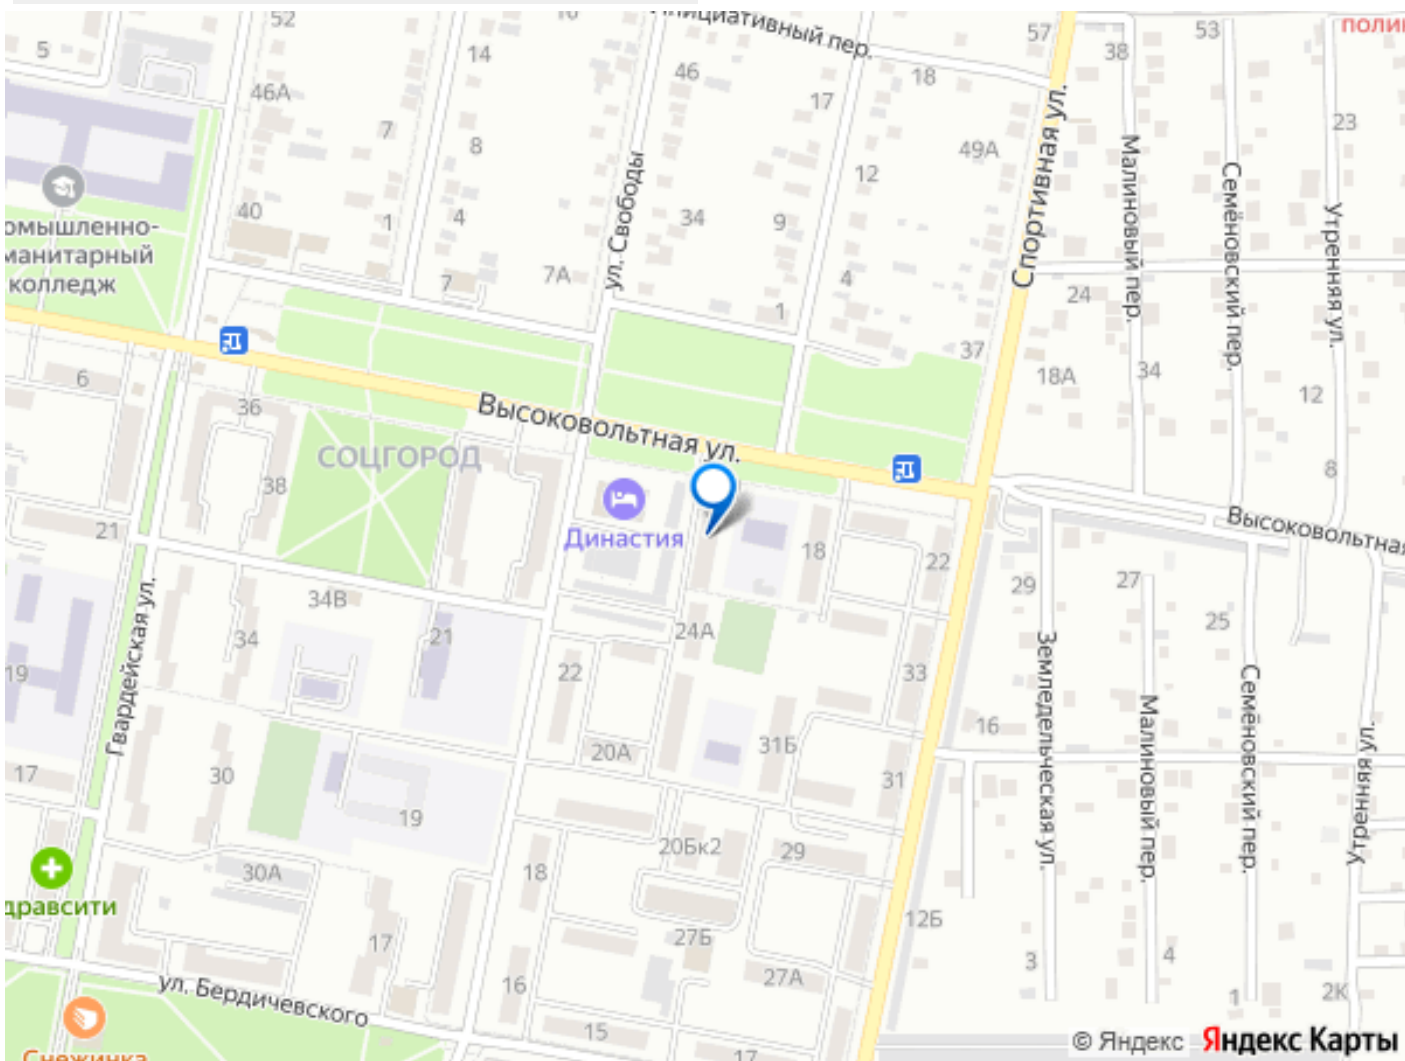 52
16
Инициативный пер.
57
53
поли
5
14
46
18
38
46А
17
23
7
8
49А
12
40
1
4
34
9
омышленно-
манитарный
колледж
ул. Свободы
Спортивная ул.
Малиновый пер.
Семёновский пер.
Утренняя ул.
7
7А
4
24
1
37
6
36
18А
34
12
Высоковольтная ул.
СОЦГОРОД
38
8
21
Династия
18
22
Высоковольтная
34В
29
27
34
21
24А
25
19
22
33
Гвардейская ул.
Земледельческая ул.
Малиновый пер.
Семёновский пер.
Утренняя ул.
16
20А
31Б
17
30
31
19
20Бк2
29
30А
18
дравсити
12Б
17
27Б
3
4
16
27А
1
2К
ул. Бердичевского
15
17
Снежинка
© Яндекс Яндекс Карты